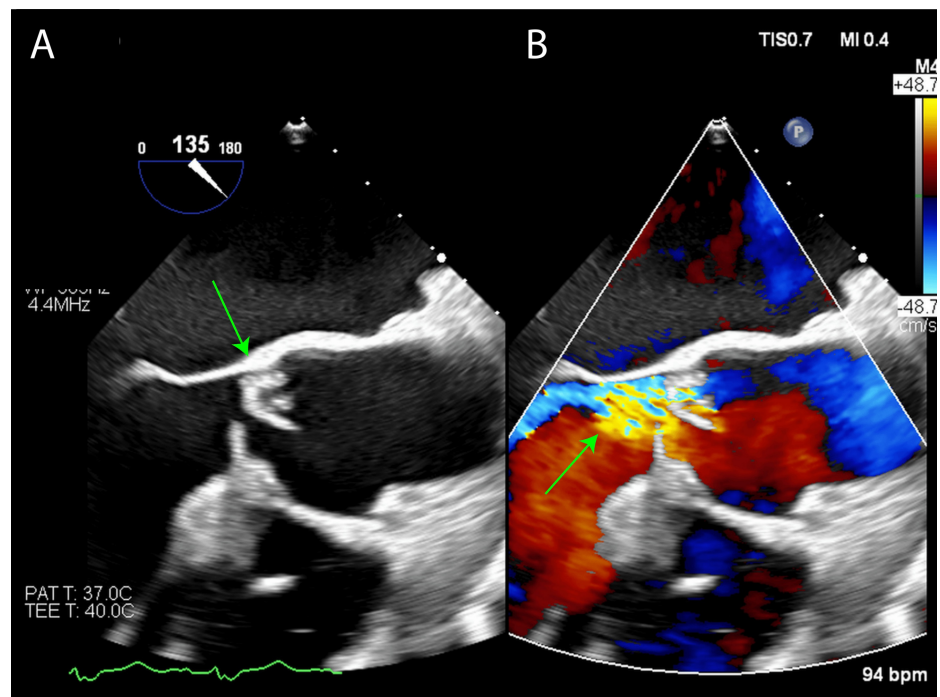 A
B
TIS0.7 MI 0.4
M4
+48.7
135
0 180
P
4.4MHz
-48.7
cm/s
PAT T: 37.0C
TEE T: 40.0C
94 bpm